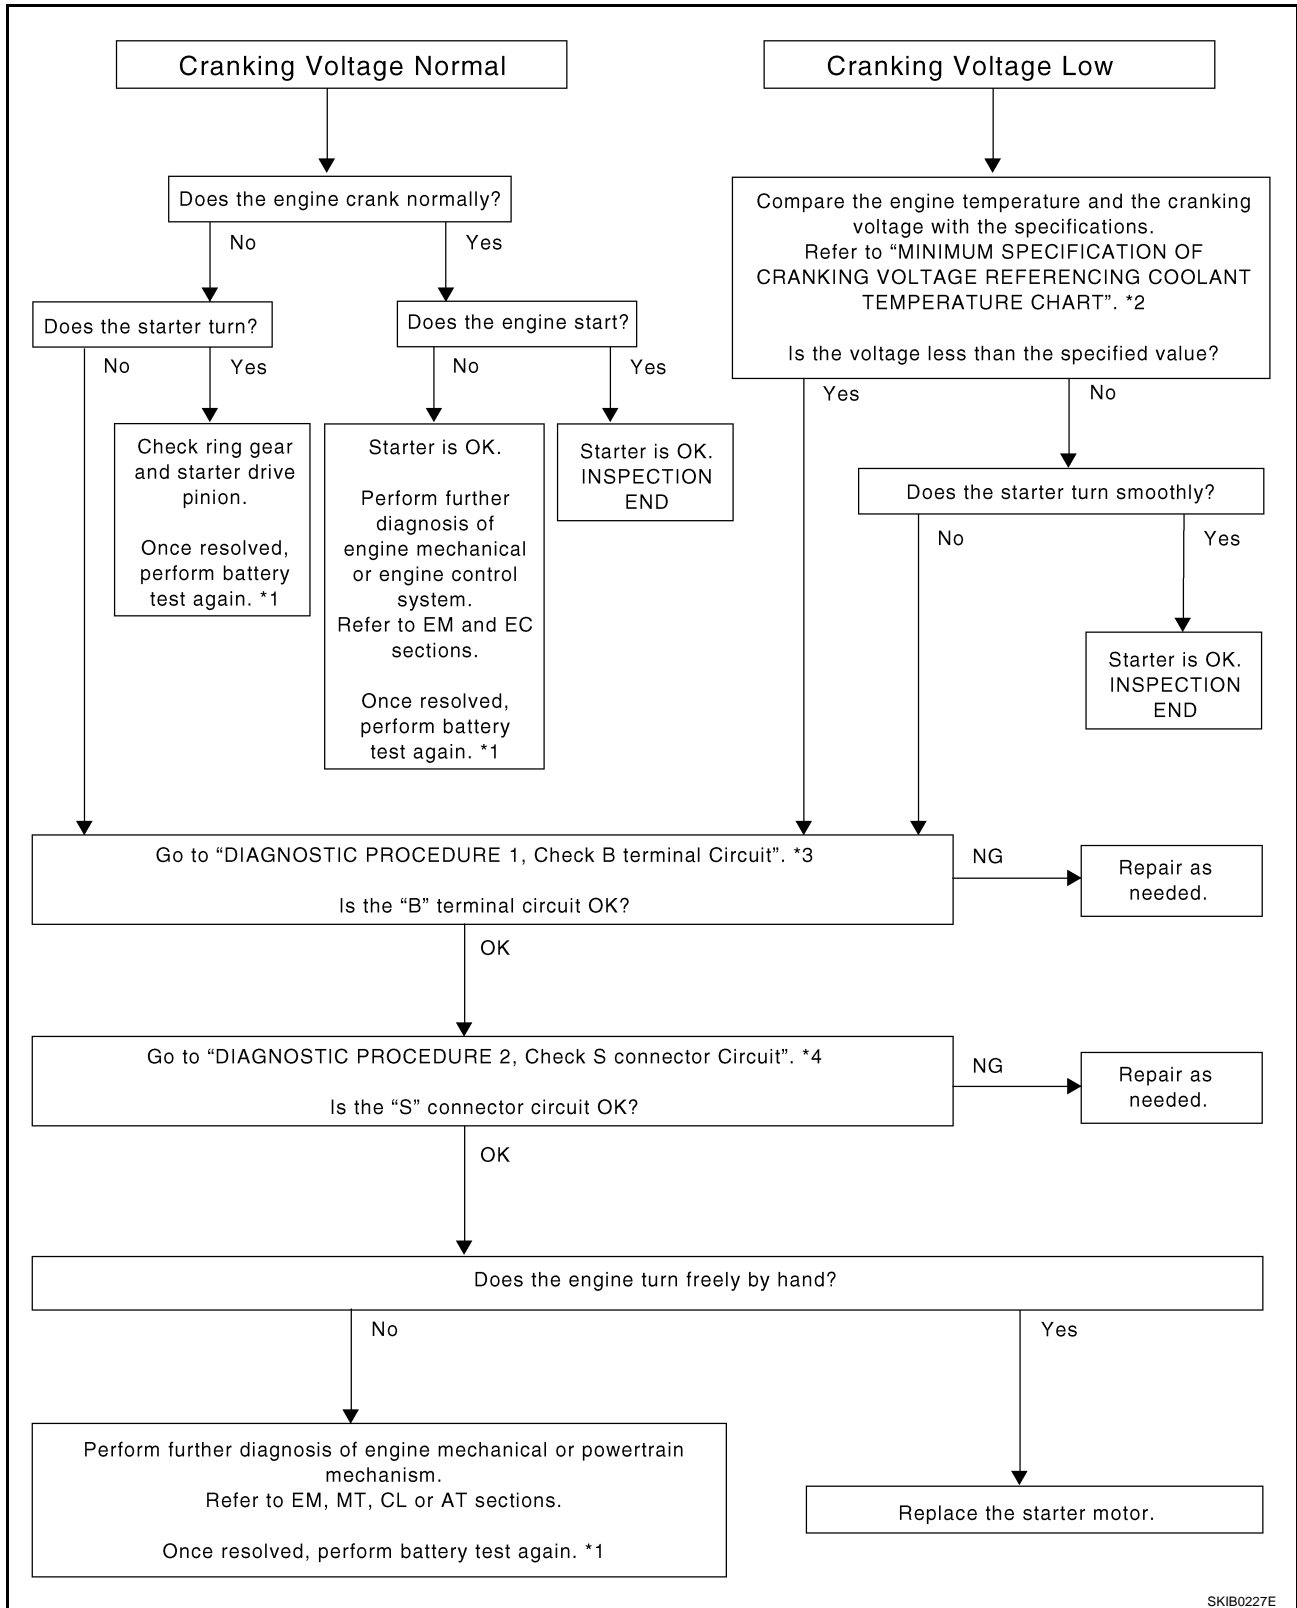 Cranking Voltage Normal
Cranking Voltage Low
Does the engine crank normally?
No
Yes
Does the starter turn?
Does the engine start?
No
Yes
No
Yes
Check ring gear
and starter drive
pinion.
Once resolved,
perform battery
test again. *1
Starter is OK.
Perform further
diagnosis of
engine mechanical
or engine control
system.
Refer to EM and EC
sections.
Once resolved,
perform battery
test again. *1
Starter is OK.
INSPECTION
END
Compare the engine temperature and the cranking
voltage with the specifications.
Refer to “MINIMUM SPECIFICATION OF
CRANKING VOLTAGE REFERENCING COOLANT
TEMPERATURE CHART”. *2
Is the voltage less than the specified value?
Yes
No
Does the starter turn smoothly?
No
Yes
Starter is OK.
INSPECTION
END
Go to “DIAGNOSTIC PROCEDURE 1, Check B terminal Circuit”. *3
Is the “B” terminal circuit OK?
NG
Repair as
needed.
OK
Go to “DIAGNOSTIC PROCEDURE 2, Check S connector Circuit”. *4
Is the “S” connector circuit OK?
NG
Repair as
needed.
OK
Does the engine turn freely by hand?
No
Yes
Perform further diagnosis of engine mechanical or powertrain
mechanism.
Refer to EM, MT, CL or AT sections.
Once resolved, perform battery test again. *1
Replace the starter motor.
SKIB0227E